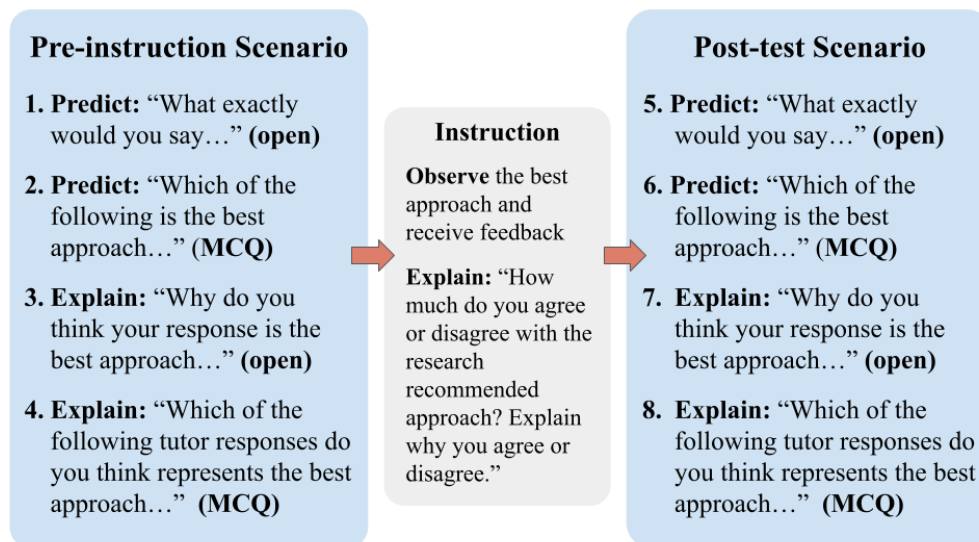 Pre-instruction Scenario
1. Predict: “What exactly
would you say…” (open)
2. Predict: “Which of the
following is the best
approach…” (MCQ)
3. Explain: “Why do you
think your response is the
best approach…” (open)
4. Explain: “Which of the
following tutor responses do
you think represents the best
approach…” (MCQ)
Instruction
Observe the best
approach and
receive feedback
Explain: “How
much do you agree
or disagree with the
research
recommended
approach? Explain
why you agree or
disagree.”
Post-test Scenario
5. Predict: “What exactly
would you say…” (open)
6. Predict: “Which of the
following is the best
approach…” (MCQ)
7. Explain: “Why do you
think your response is the
best approach…” (open)
8. Explain: “Which of the
following tutor responses do
you think represents the best
approach…” (MCQ)